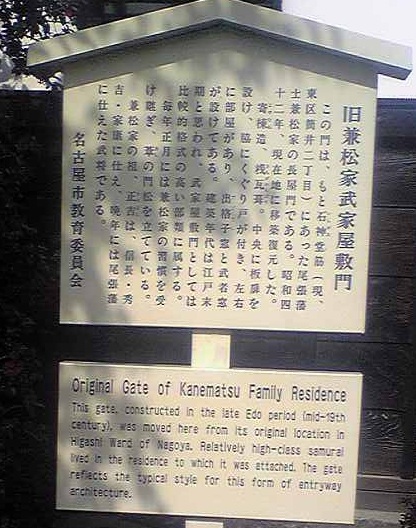 旧兼松家武家屋敷門
この門は、もと石神堂筋（現、
東区筒井二丁目）にあった尾張藩
士兼松家の長屋門である。昭和四
十二年、現在地に移築復元した。
寄棟造、桟瓦葺。中央に板扉を
設け、脇にくぐり戸が付き、左右
に部屋があり、出格子窓と武者窓
が設けてある。建築年代は江戸末
期と思われ、武家屋敷門としては
比較的格式の高い部類に属する。
毎年正月には兼松家の習慣を受
け継ぎ、葦の門松を立てている。
兼松家の祖、正吉は、信長・秀
吉・家康に仕え、晩年には尾張藩
に仕えた武将である。
名古屋市教育委員会
Original Gate of Kanematsu Family Residence
This gate, constructed in the late Edo period (mid-19th
century), was moved here from its original location in
Higashi Ward of Nagoya. Relatively high-class samurai
lived in the residence to which it was attached. The gate
reflects the typical style for this form of entryway
architecture.